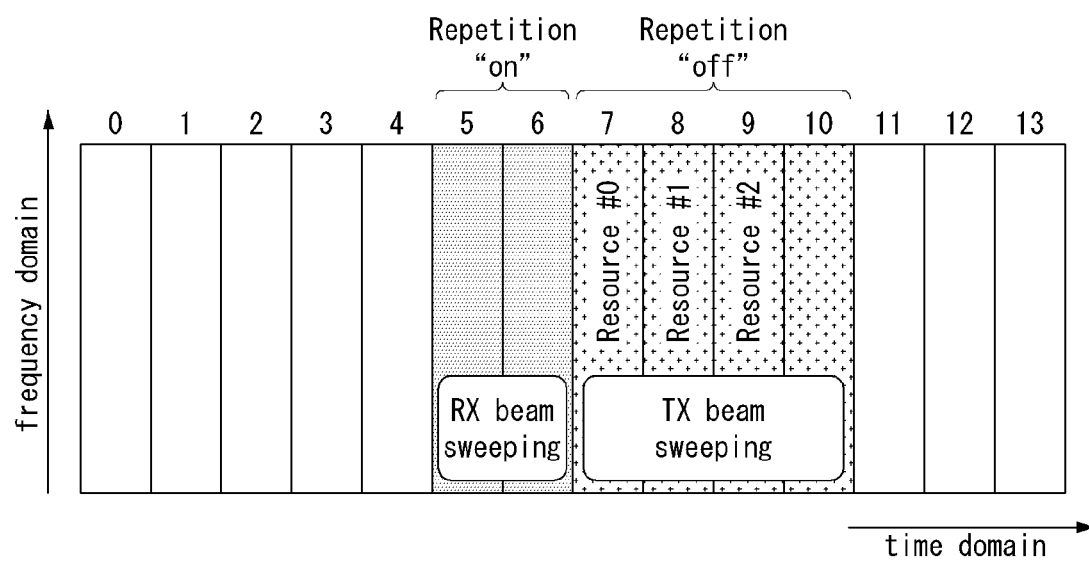 Repetition
“on”
Repetition
“off”
0 1 2 3 4 5 6 7 8 9 10 11 12 13
frequency domain
Resource #0
Resource #1
Resource #2
RX beam
sweeping
TX beam
sweeping
time domain